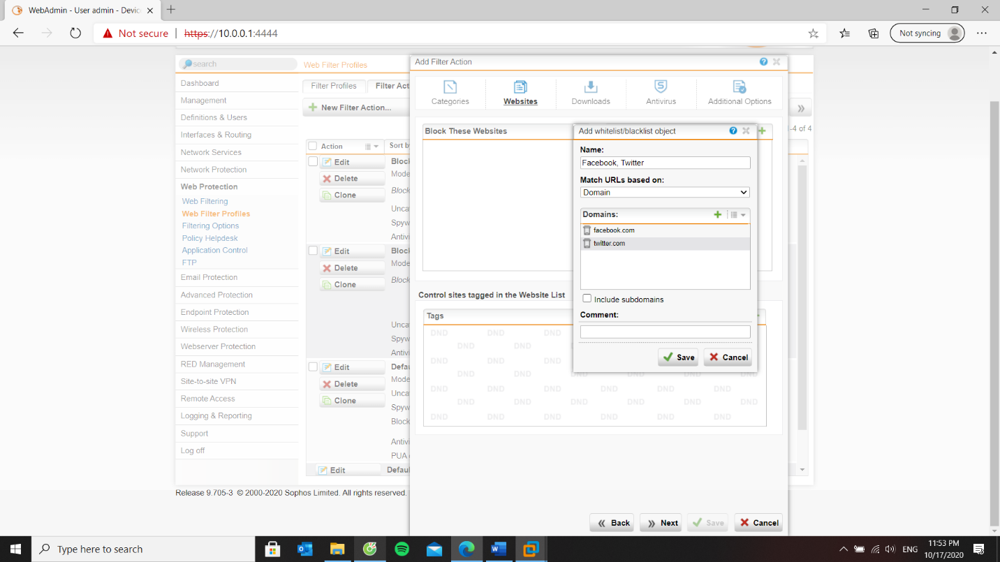 WebAdmin - User admin - Devic
Not secure | https://10.0.0.1:4444
Not syncing
search
Dashboard
Management
Definitions & Users
Interfaces & Routing
Network Services
Network Protection
Web Protection
Web Filtering
Web Filter Profiles
Filtering Options
Policy Helpdesk
Application Control
FTP
Email Protection
Advanced Protection
Endpoint Protection
Wireless Protection
Webserver Protection
RED Management
Site-to-site VPN
Remote Access
Logging & Reporting
Support
Log off
Web Filter Profiles
Filter Profiles
Filter Act
New Filter Action...
-4 of 4
Action
Sort by
Edit
Delete
Clone
Bloc
Mode
Block
Unca
Spyw
Antivi
Edit
Delete
Clone
Bloc
Mode
Block
Unca
Spyw
Antivi
Edit
Delete
Clone
Defa
Mode
Unca
Spyw
Block
Antivi
PUA
Edit
Defaul
Add Filter Action
Categories
Websites
Downloads
Antivirus
Additional Options
Block These Websites
Control sites tagged in the Website List
Tags
DND DND DND
DND DND
DND DND DND
DND DND DND DND DND DND
DND DND DND DND DND DND
DND DND DND DND DND DND
DND DND DND DND DND DND
Add whitelist/blacklist object
Name:
Facebook, Twitter
Match URLs based on:
Domain
Domains:
facebook.com
twitter.com
Include subdomains
Comment:
Save
Cancel
Back
Next
Save
Cancel
Release 9.705-3 © 2000-2020 Sophos Limited. All rights reserved.
Type here to search
ENG
11:53 PM
10/17/2020